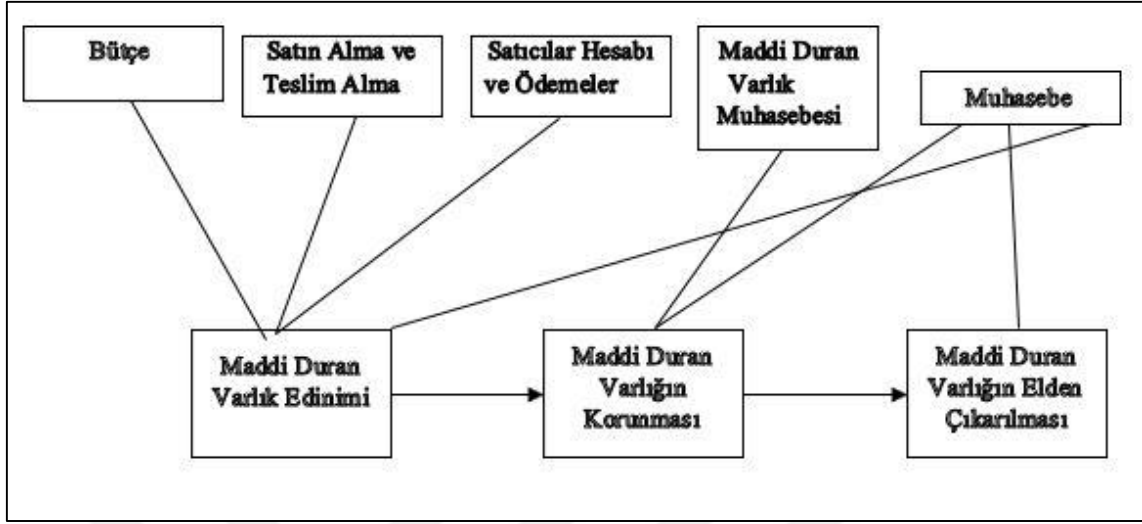 Bütçe
Satın Alma ve
Teslim Alma
Satıcılar Hesabı
ve Ödemeler
Maddi Duran
Varlık
Muhasebesi
Muhasebe
Maddi Duran
Varlık Edinimi
Maddi Duran
Varlığın
Korunması
Maddi Duran
Varlığın Elden
Çıkarılması